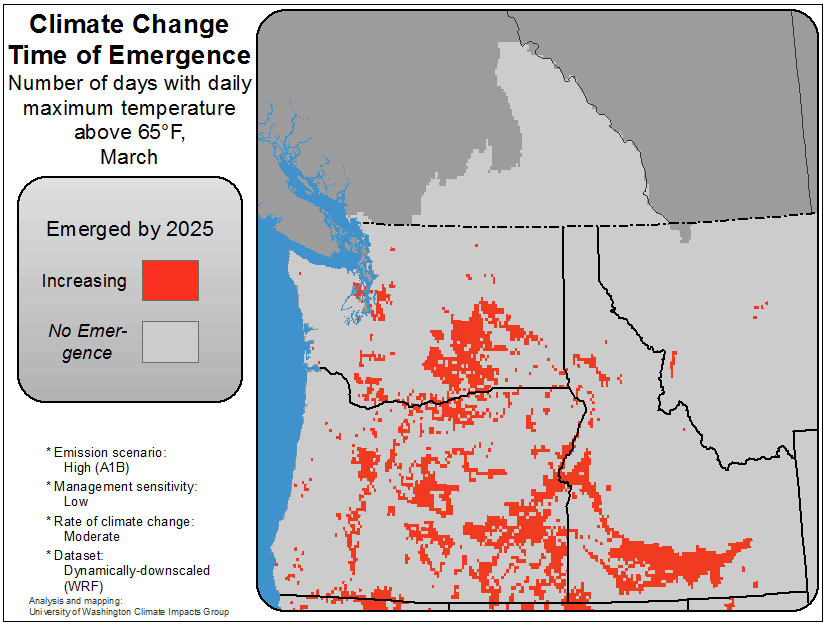 Climate Change
Time of Emergence
Number of days with daily
maximum temperature
above 65°F,
March
Emerged by 2025
Increasing
No Emer-
gence
* Emission scenario:
High (A1B)
* Management sensitivity:
Low
* Rate of climate change:
Moderate
* Dataset:
Dynamically-downscaled
(WRF)
Analysis and mapping:
University of Washington Climate Impacts Group